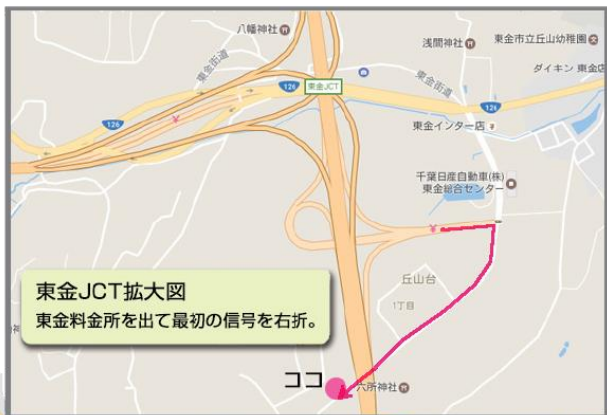 八幡神社
浅間神社
東金市立丘山幼稚園
東金街道
126
東金JCT
東金街道
ダイキン 東金店
126
126
東金インター店
千葉日産自動車(株)
東金総合センター
¥
¥
丘山台
1丁目
東金JCT拡大図
東金料金所を出て最初の信号を右折。
ココ
六所神社